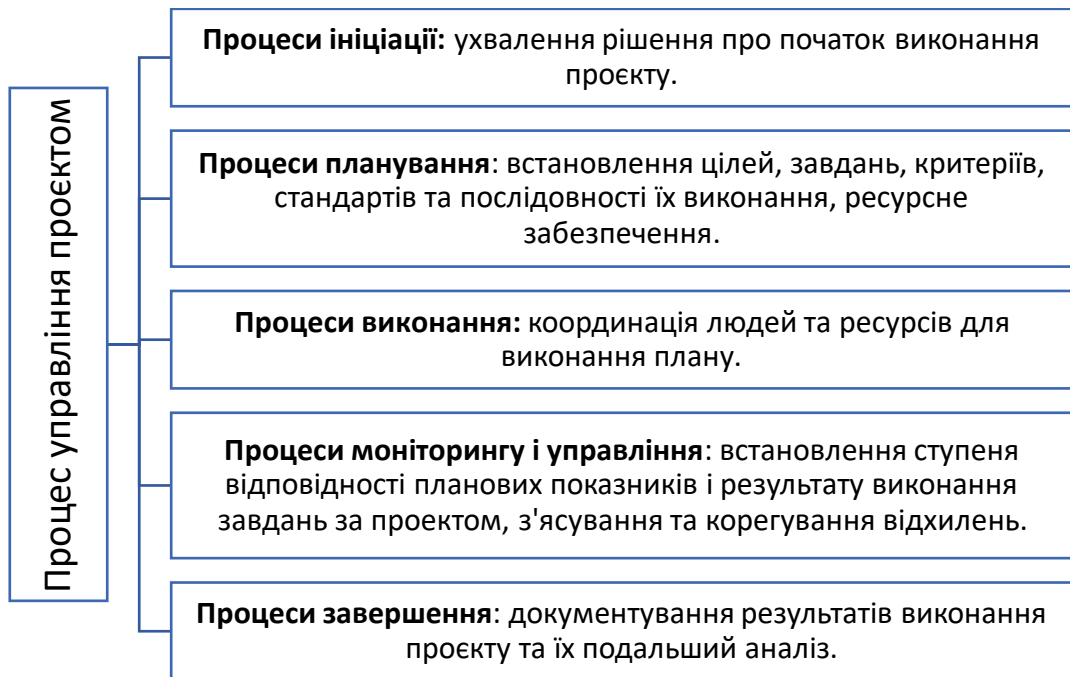 Процес управління проєктом
Процеси ініціації: ухвалення рішення про початок виконання
проєкту.
Процеси планування: встановлення цілей, завдань, критеріїв,
стандартів та послідовності їх виконання, ресурсне
забезпечення.
Процеси виконання: координація людей та ресурсів для
виконання плану.
Процеси моніторингу і управління: встановлення ступеня
відповідності планових показників і результату виконання
завдань за проектом, з'ясування та корегування відхилень.
Процеси завершення: документування результатів виконання
проєкту та їх подальший аналіз.